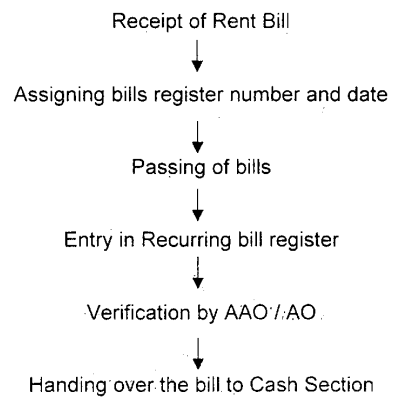 Receipt of Rent Bill
Assigning bills register number and date
Passing of bills
Entry in Recurring bill register
Verification by AAO / AO
Handing over the bill to Cash Section